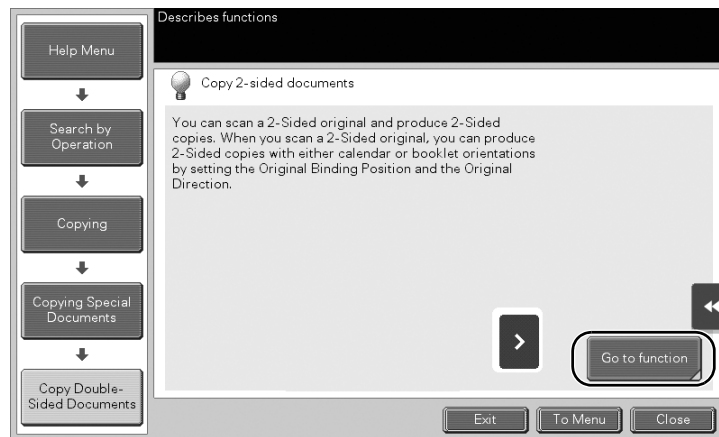 Describes functions
Help Menu
Copy 2-sided documents
Search by
Operation
You can scan a 2-Sided original and produce 2-Sided
copies. When you scan a 2-Sided original, you can produce
2-Sided copies with either calendar or booklet orientations
by setting the Original Binding Position and the Original
Direction.
Copying
Copying Special
Documents
Go to function
Copy Double-
Sided Documents
Exit
To Menu
Close